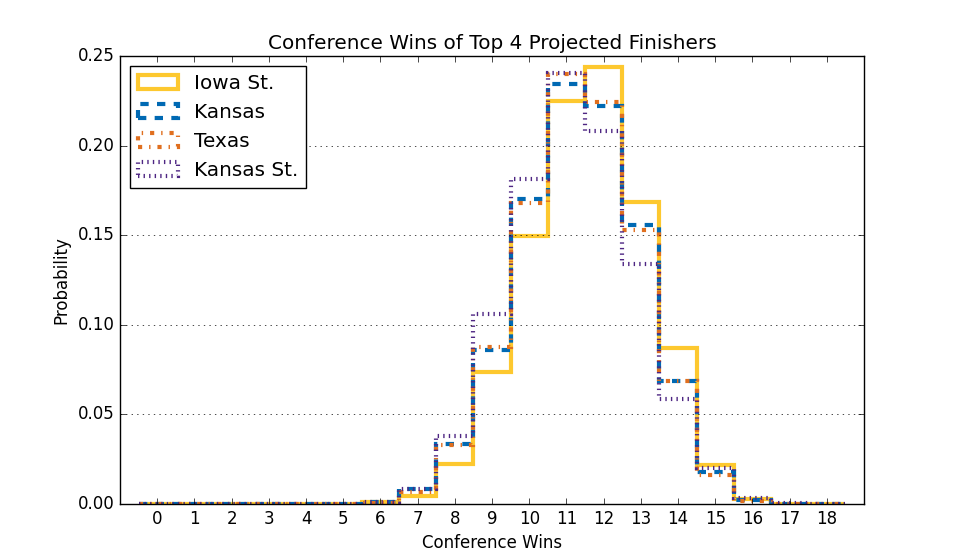 Conference Wins of Top 4 Projected Finishers
0.25
0.20
0.15
0.10
0.05
0.00
Probability
Iowa St.
Kansas
Texas
Kansas St.
0 1 2 3 4 5 6 7 8 9 10 11 12 13 14 15 16 17 18
Conference Wins